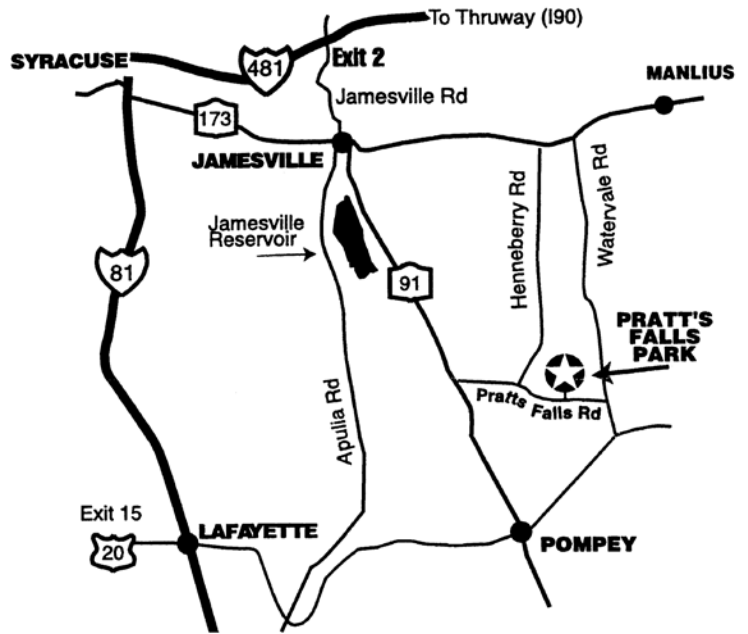 To Thruway (I90)
SYRACUSE
481
Exit 2
MANLIUS
Jamesville Rd
173
JAMESVILLE
Jamesville
Reservoir
Henneberry Rd
Watervale Rd
81
91
PRATT'S
FALLS
PARK
Apulia Rd
Pratts Falls Rd
Exit 15
20
LAFAYETTE
POMPEY